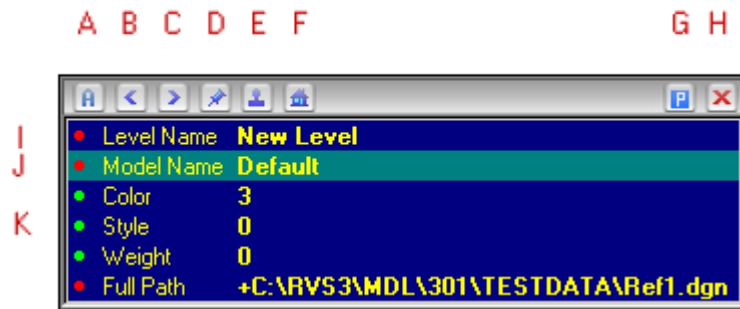 A B C D E F G H
A < > P
I Level Name New Level
J Model Name Default
Color 3
K Style 0
Weight 0
Full Path +C:\RVS3\MDL\301\TESTDATA\Ref1.dgn